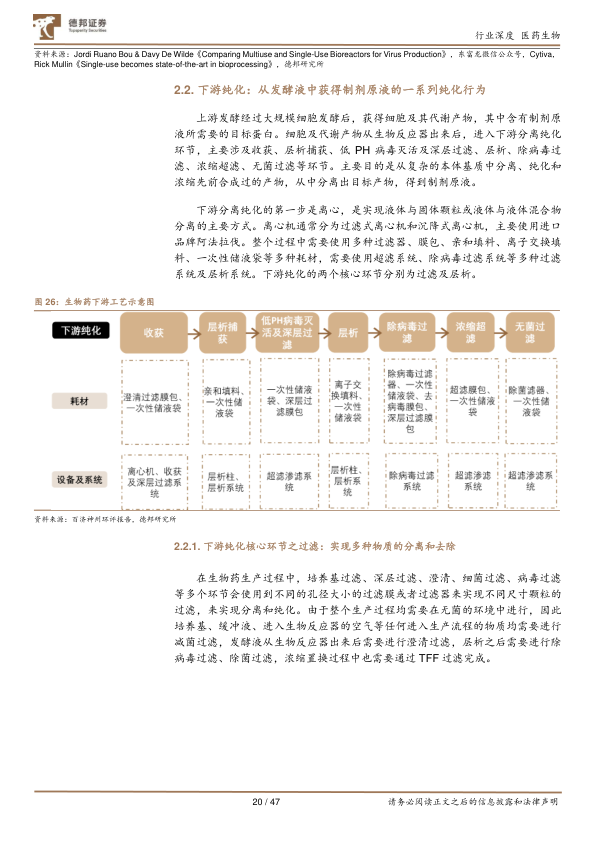 德邦证券
Topsperity Securities
行业深度 医药生物
资料来源：Jordi Ruano Bou & Davy De Wilde《Comparing Multiuse and Single-Use Bioreactors for Virus Production》，东富龙微信公众号，Cytiva，
Rick Mullin《Single-use becomes state-of-the-art in bioprocessing》，德邦研究所
2.2. 下游纯化：从发酵液中获得制剂原液的一系列纯化行为
上游发酵经过大规模细胞发酵后，获得细胞及其代谢产物，其中含有制剂原
液所需要的目标蛋白。细胞及代谢产物从生物反应器出来后，进入下游分离纯化
环节，主要涉及收获、层析捕获、低 PH 病毒灭活及深层过滤、层析、除病毒过
滤、浓缩超滤、无菌过滤等环节。主要目的是从复杂的本体基质中分离、纯化和
浓缩先前合成过的产物，从中分离出目标产物，得到制剂原液。
下游分离纯化的第一步是离心，是实现液体与固体颗粒或液体与液体混合物
分离的主要方式。离心机通常分为过滤式离心机和沉降式离心机，主要使用进口
品牌阿法拉伐。整个过程中需要使用多种过滤器、膜包、亲和填料、离子交换填
料、一次性储液袋等多种耗材，需要使用超滤系统、除病毒过滤系统等多种过滤
系统及层析系统。下游纯化的两个核心环节分别为过滤及层析。
图 26：生物药下游工艺示意图
下游纯化
收获
层析捕
获
低PH病毒灭
活及深层过
滤
层析
除病毒过
滤
浓缩超
滤
无菌过
滤
耗材
澄清过滤膜包、
一次性储液袋
亲和填料、
一次性储
液袋
一次性储液
袋、深层过
滤膜包
离子交
换填料、
一次性
储液袋
除病毒过滤
器、一次性
储液袋、去
病毒膜包、
深层过滤膜
包
超滤膜包、
一次性储液
袋
除菌滤器、
一次性储
液袋
设备及系统
离心机、收获
及深层过滤系
统
层析柱、
层析系统
超滤渗滤系
统
层析柱、
层析系
统
除病毒过滤
系统
超滤渗滤系
统
超滤渗滤系
统
资料来源：百济神州环评报告，德邦研究所
2.2.1. 下游纯化核心环节之过滤：实现多种物质的分离和去除
在生物药生产过程中，培养基过滤、深层过滤、澄清、细菌过滤、病毒过滤
等多个环节会使用到不同的孔径大小的过滤膜或者过滤器来实现不同尺寸颗粒的
过滤，来实现分离和纯化。由于整个生产过程均需要在无菌的环境中进行，因此
培养基、缓冲液、进入生物反应器的空气等任何进入生产流程的物质均需要进行
减菌过滤，发酵液从生物反应器出来后需要进行澄清过滤，层析之后需要进行除
病毒过滤、除菌过滤，浓缩置换过程中也需要通过 TFF 过滤完成。
20 / 47
请务必阅读正文之后的信息披露和法律声明